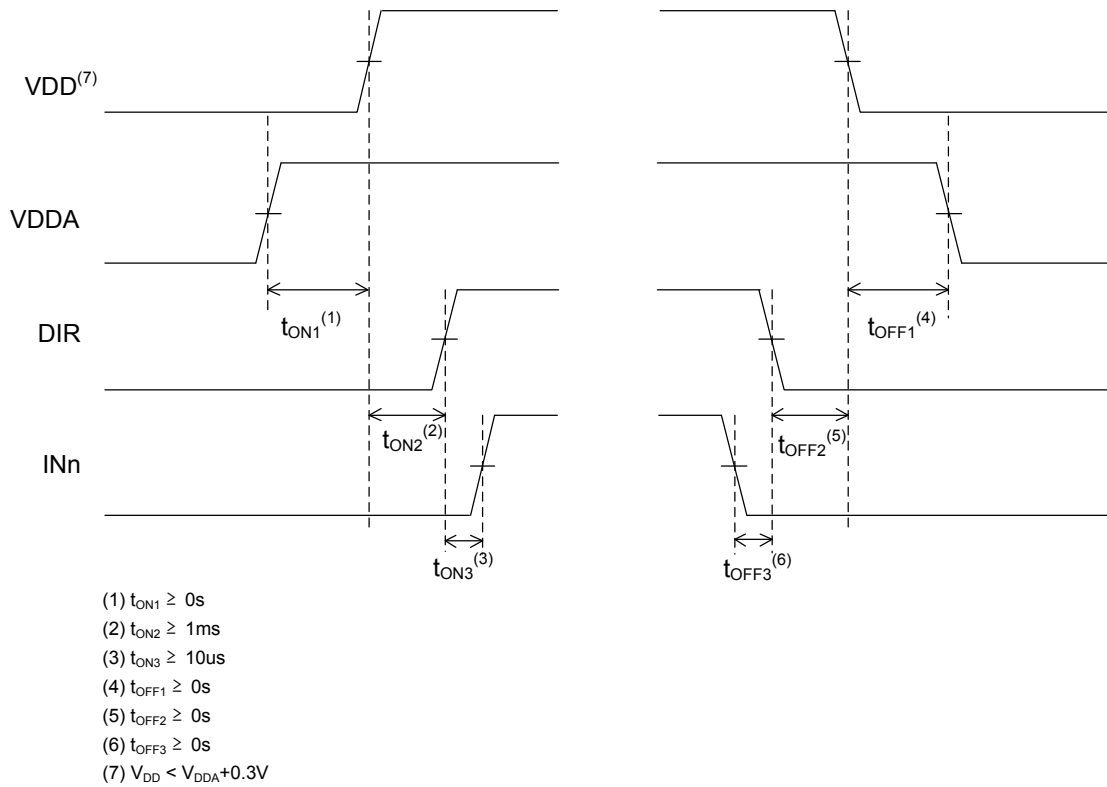 VDD(7)
VDDA
tON1(1)
tOFF1(4)
DIR
tON2(2)
tOFF2(5)
INn
tON3(3)
tOFF3(6)
(1) tON1 ≥ 0s
(2) tON2 ≥ 1ms
(3) tON3 ≥ 10us
(4) tOFF1 ≥ 0s
(5) tOFF2 ≥ 0s
(6) tOFF3 ≥ 0s
(7) VDD < VDDA+0.3V